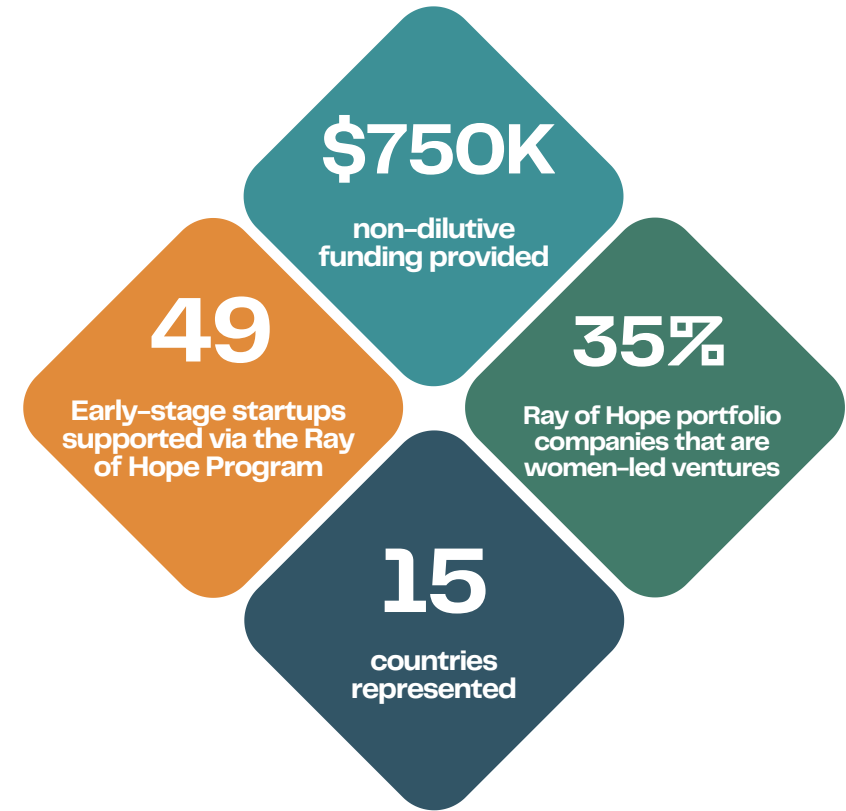 $750K
non-dilutive
funding provided
49
Early-stage startups
supported via the Ray
of Hope Program
35%
Ray of Hope portfolio
companies that are
women-led ventures
15
countries
represented